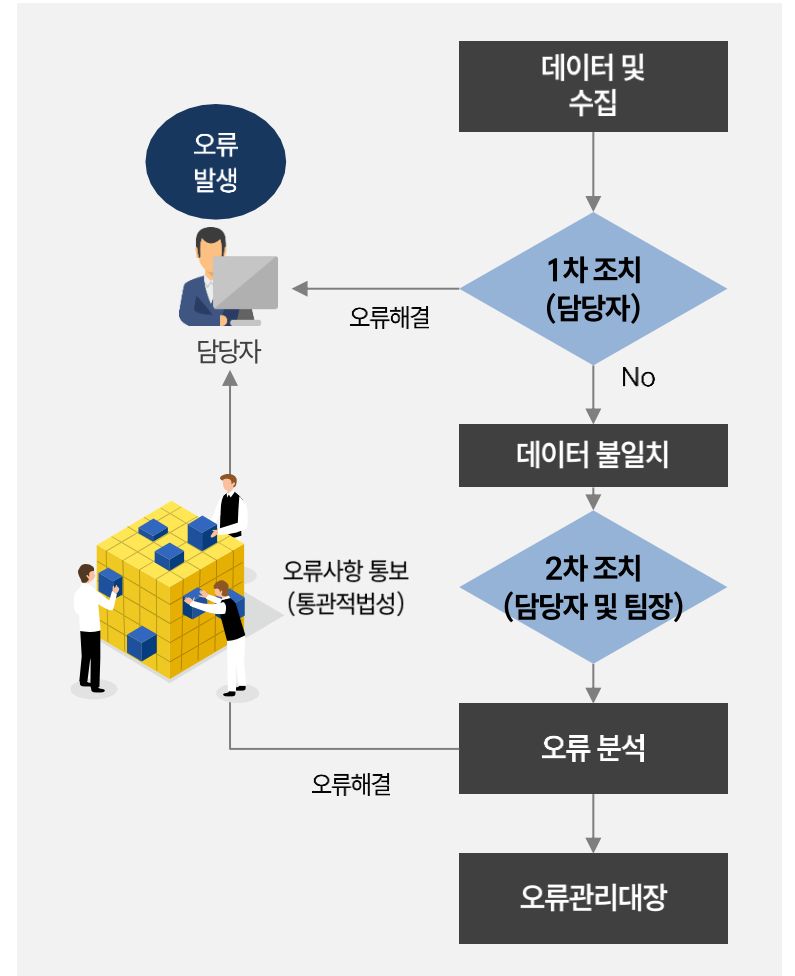 데이터 및
수집
오류
발생
1차 조치
(담당자)
오류해결
담당자
No
데이터 불일치
오류사항 통보
(통관적법성)
2차 조치
(담당자 및 팀장)
오류 분석
오류해결
오류관리대장